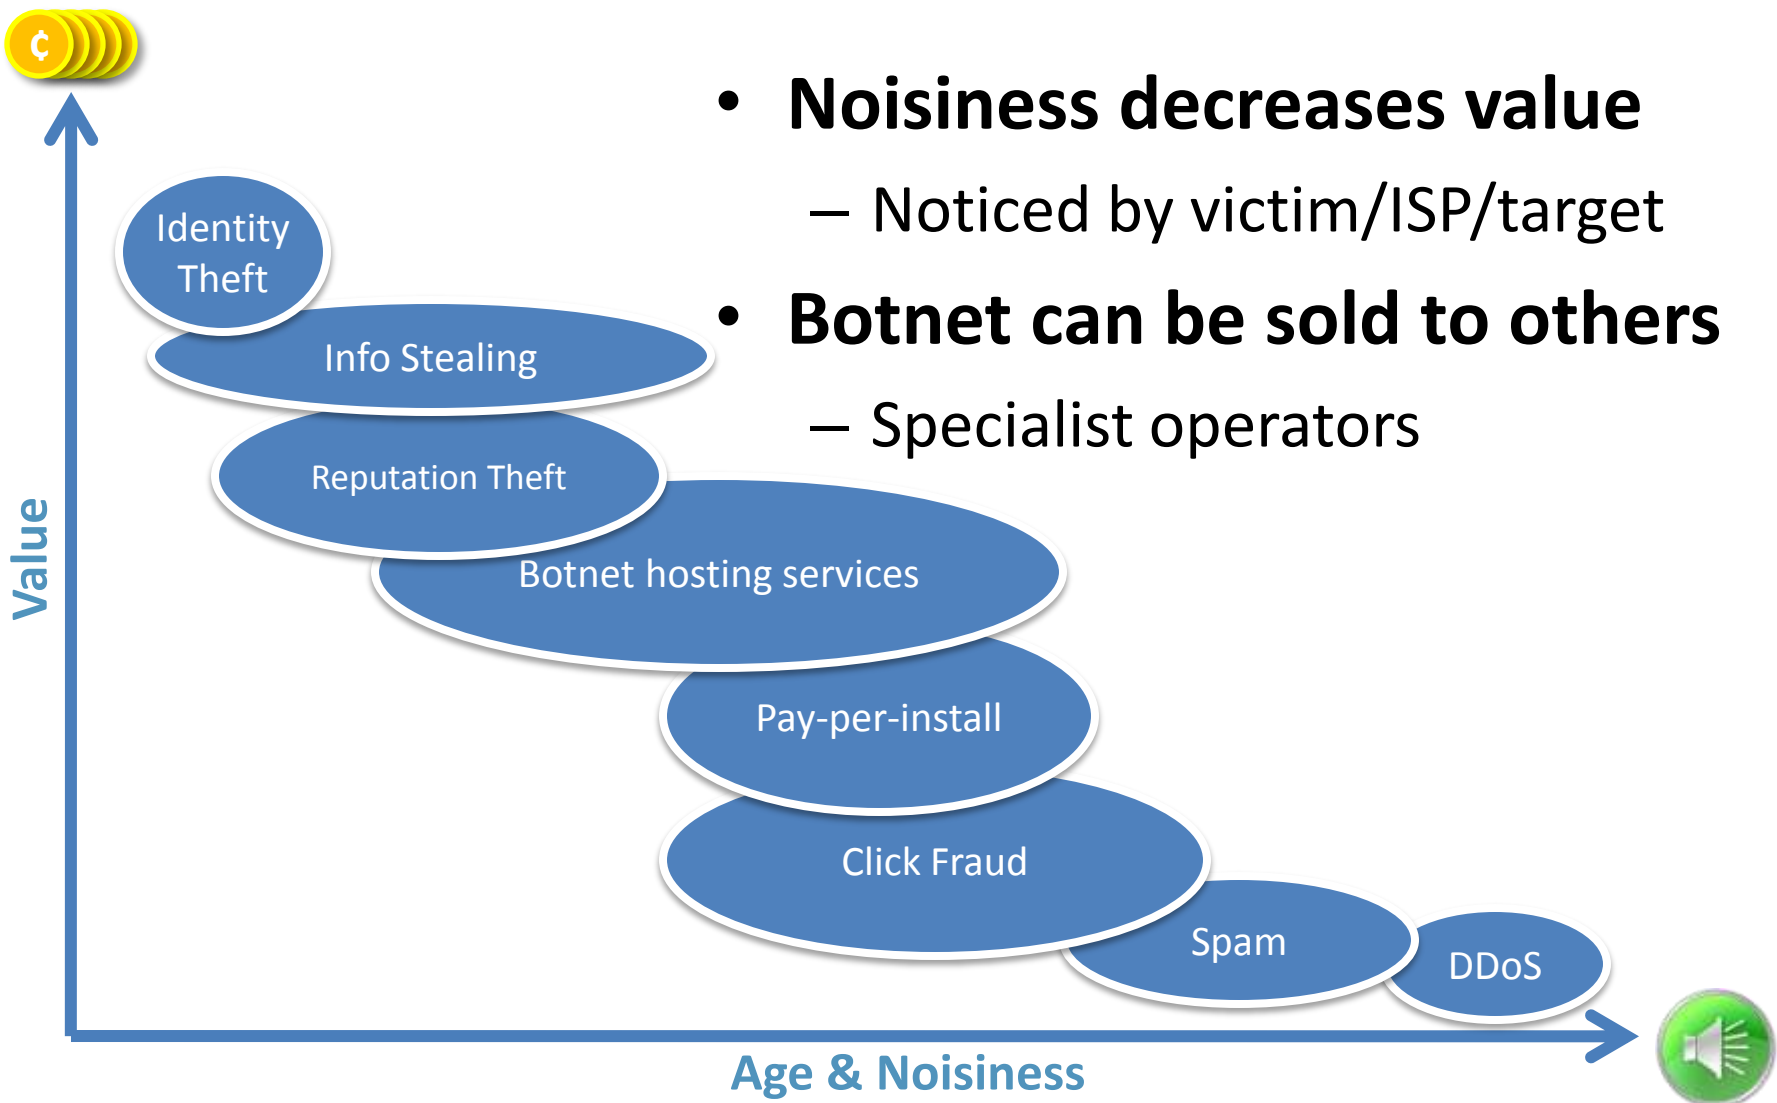 ¢
• Noisiness decreases value
– Noticed by victim/ISP/target
• Botnet can be sold to others
– Specialist operators
Identity
Theft
Info Stealing
Reputation Theft
Botnet hosting services
Pay-per-install
Click Fraud
Spam
DDoS
Value
Age & Noisiness